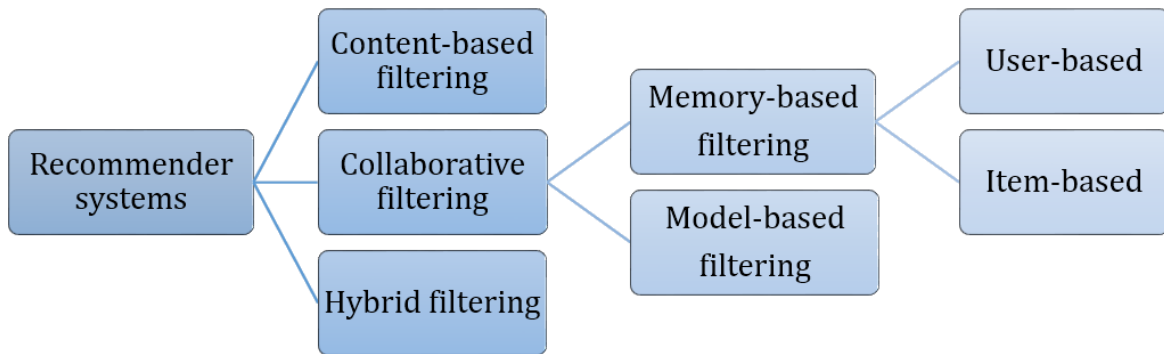 Recommender
systems
Content-based
filtering
Collaborative
filtering
Hybrid filtering
Memory-based
filtering
Model-based
filtering
User-based
Item-based